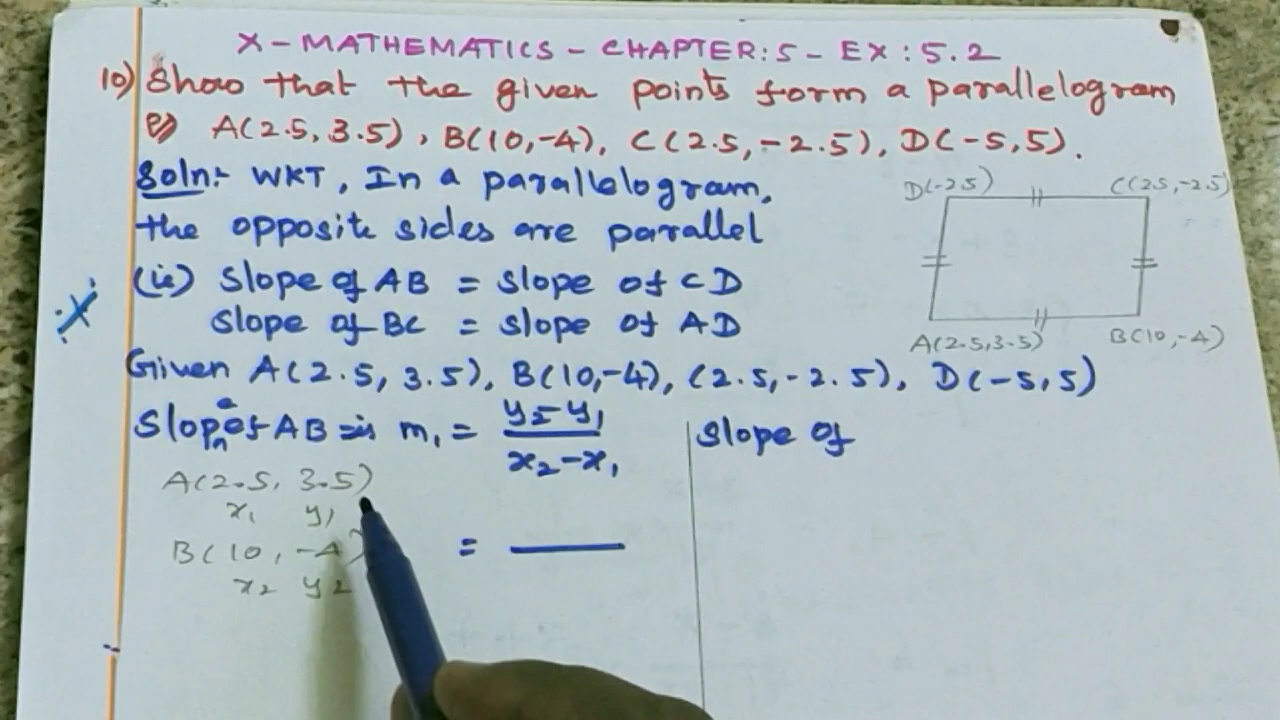 X - MATHEMATICS - CHAPTER: 5 - EX: 5.2
10) Show that the given points form a parallelogram
A(2.5, 3.5), B(10,-4), C(2.5,-2.5), D(-5,5).
Soln:- WKT, In a parallelogram,
the opposite sides are parallel
(ie) Slope of AB = slope of CD
Slope of BC = slope of AD
D(-25) C(25,-2.5)
A(2.5,3.5) B(10,-4)
Given A(2.5, 3.5), B(10,-4), (2.5,-2.5), D(-5,5)
Slope of AB is m₁ = y₂-y₁
x₂-x₁
Slope of
A(2.5, 3.5)
x₁ y₁
B(10, -4) =
x₂ y₂